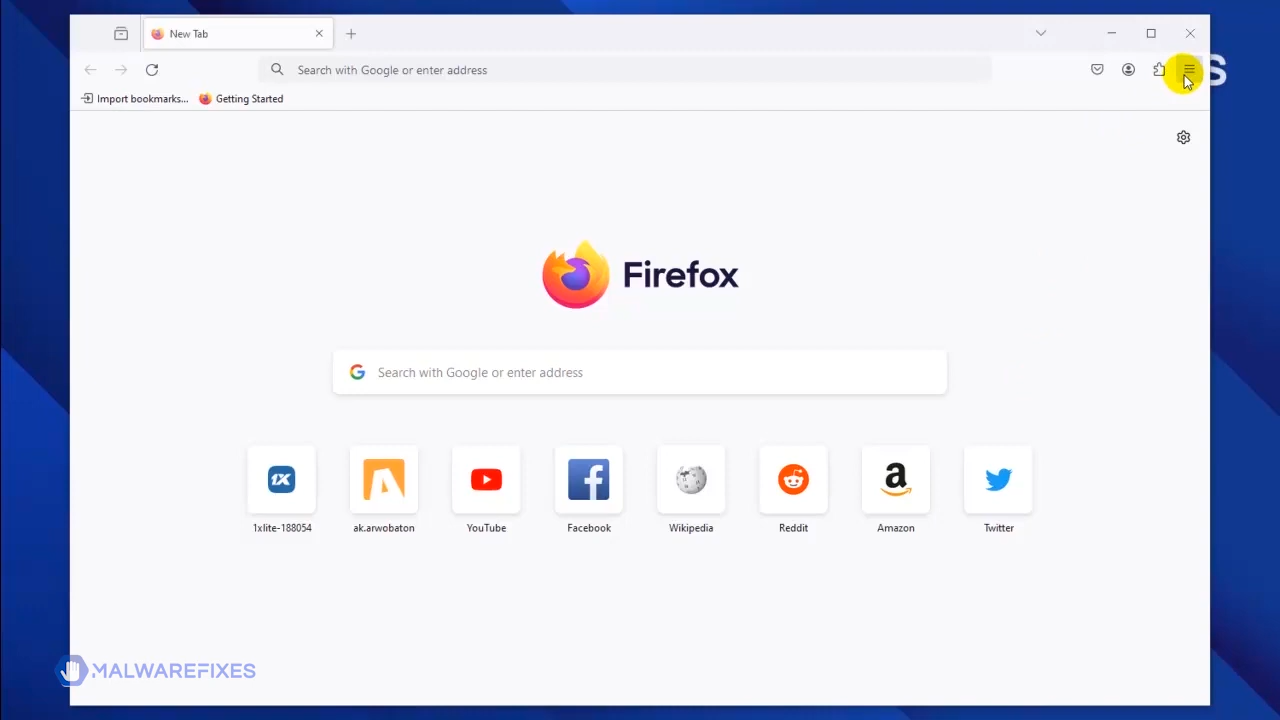 New Tab
Search with Google or enter address
S
Import bookmarks...
Getting Started
Firefox
Search with Google or enter address
1xlite-188054
ak.arwobaton
YouTube
Facebook
Wikipedia
Reddit
Amazon
Twitter
MALWAREFIXES